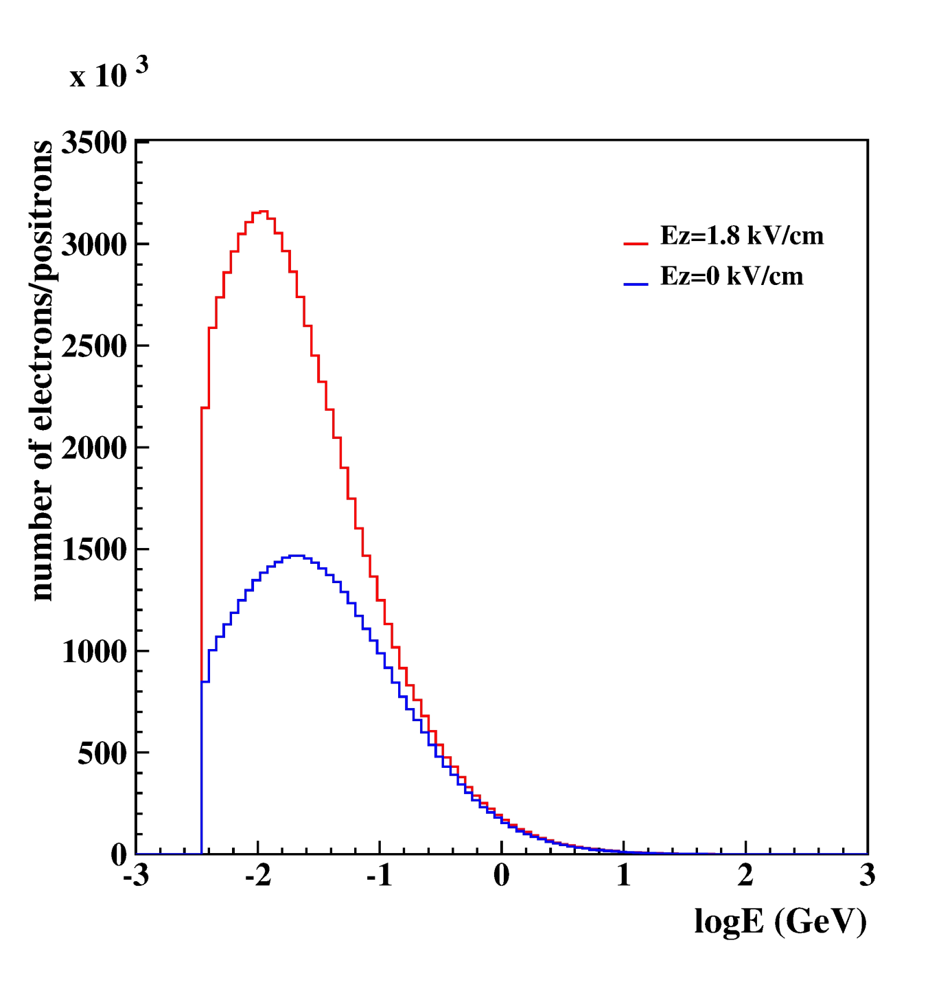 x 10 3
number of electrons/positrons
3500
3000
2500
2000
1500
1000
500
0
Ez=1.8 kV/cm
Ez=0 kV/cm
-3 -2 -1 0 1 2 3
logE (GeV)